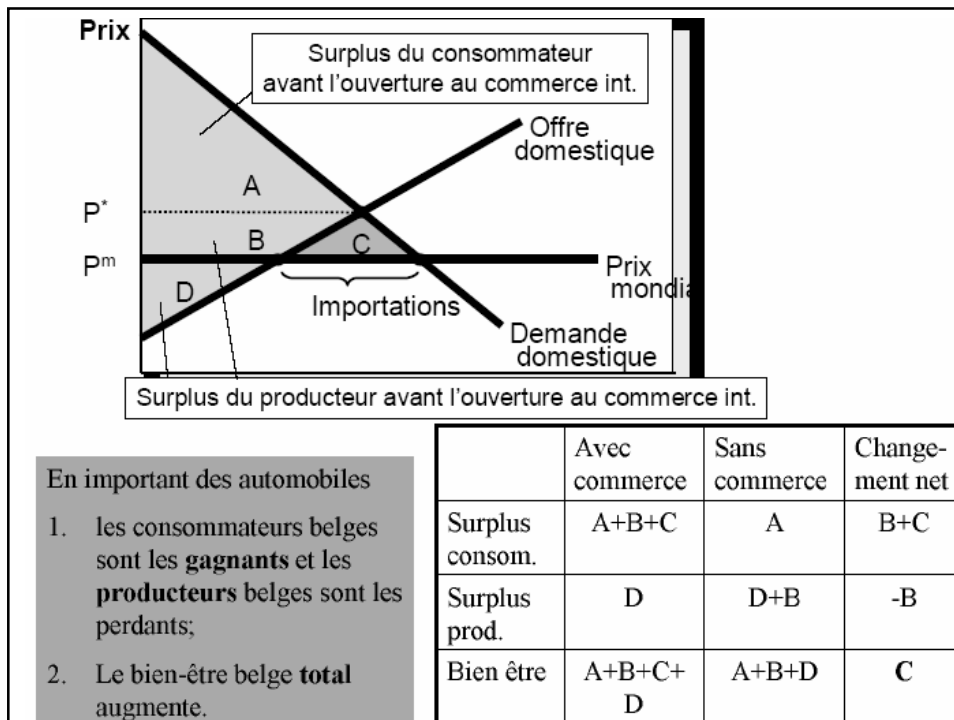 Prix
Surplus du consommateur
avant l'ouverture au commerce int.
Offre
domestique
A
P*
B
C
Pm
Prix
mondia
D
Importations
Demande
domestique
Surplus du producteur avant l'ouverture au commerce int.
En important des automobiles
1. les consommateurs belges
sont les gagnants et les
producteurs belges sont les
perdants;
2. Le bien-être belge total
augmente.
Avec
commerce
Sans
commerce
Change-
ment net
Surplus
consom.
A+B+C
A
B+C
Surplus
prod.
D
D+B
-B
Bien être
A+B+C+
D
A+B+D
C